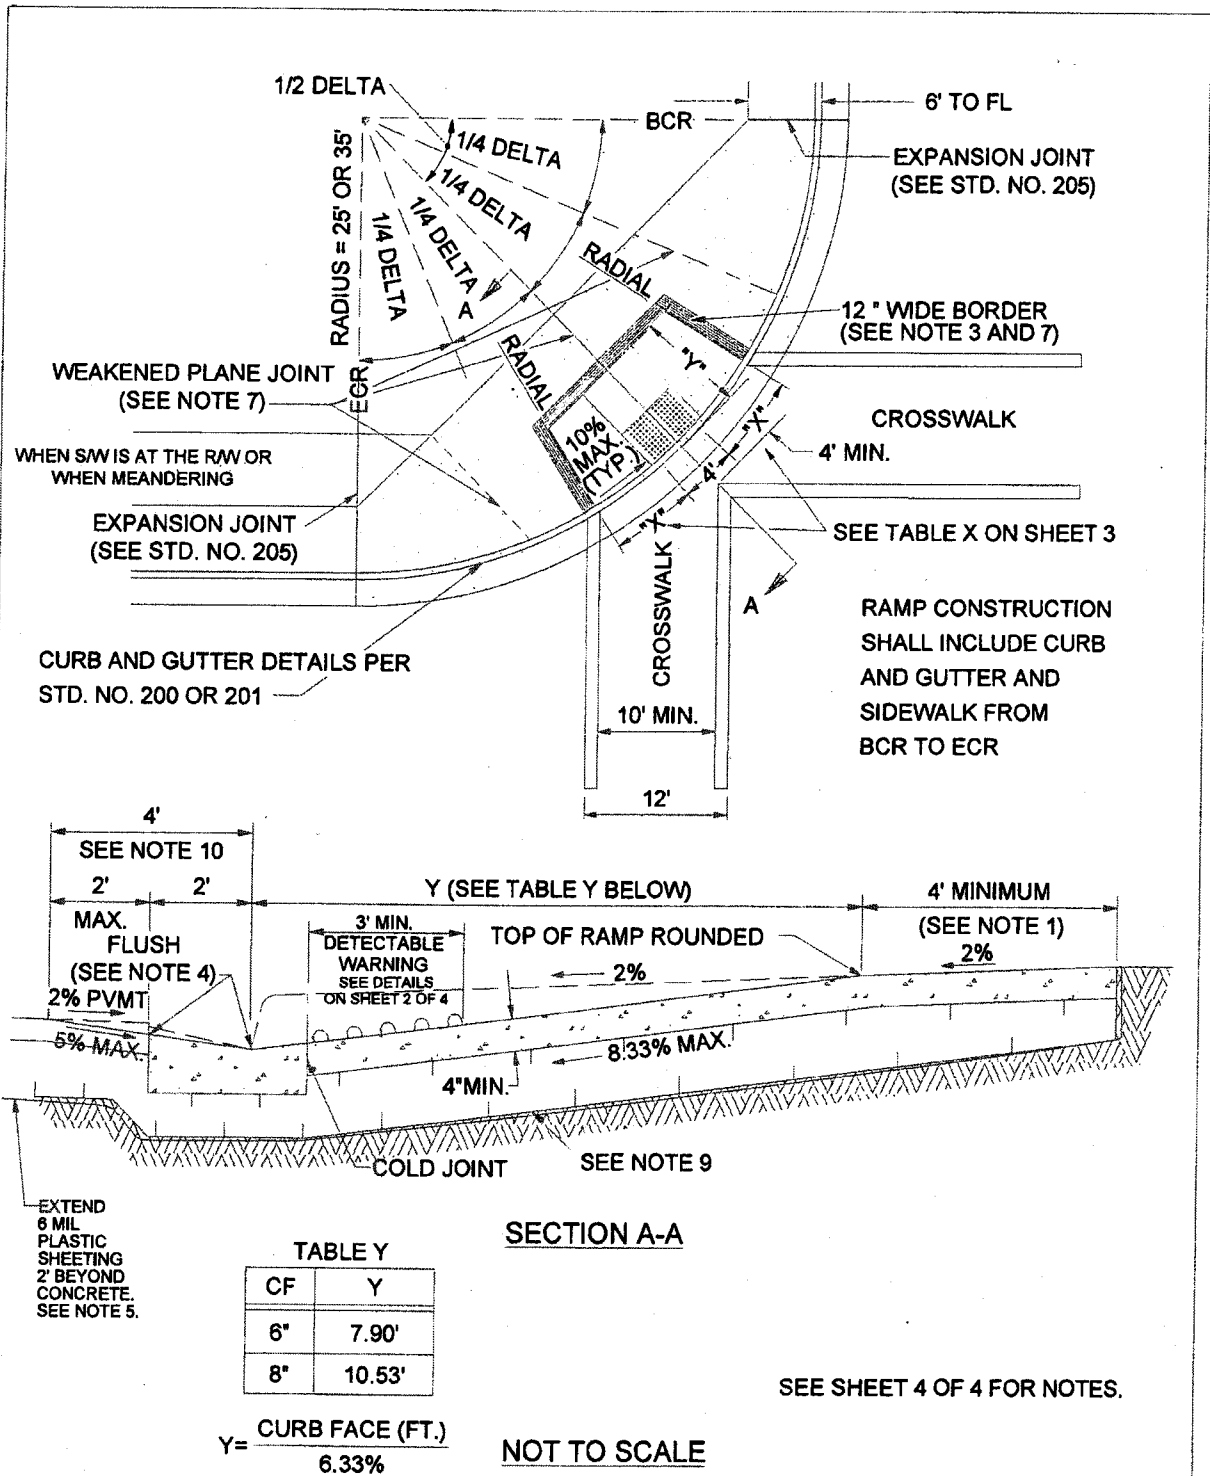 1/2 DELTA
BCR
6' TO FL
1/4 DELTA
1/4 DELTA
1/4 DELTA
1/4 DELTA
RADIUS = 25' OR 35'
EXPANSION JOINT
(SEE STD. NO. 205)
RADIAL
A
12 " WIDE BORDER
(SEE NOTE 3 AND 7)
RADIAL
"Y"
WEAKENED PLANE JOINT
(SEE NOTE 7)
ECR
10%
MAX.
(TYP.)
"X"
CROSSWALK
4' MIN.
4'
WHEN S/W IS AT THE R/W OR
WHEN MEANDERING
EXPANSION JOINT
(SEE STD. NO. 205)
"X"
SEE TABLE X ON SHEET 3
CROSSWALK
A
CURB AND GUTTER DETAILS PER
STD. NO. 200 OR 201
RAMP CONSTRUCTION
SHALL INCLUDE CURB
AND GUTTER AND
SIDEWALK FROM
BCR TO ECR
10' MIN.
12'
4'
SEE NOTE 10
2'
2'
MAX.
Y (SEE TABLE Y BELOW)
4' MINIMUM
(SEE NOTE 1)
2%
FLUSH
(SEE NOTE 4)
3' MIN.
DETECTABLE
WARNING
SEE DETAILS
ON SHEET 2 OF 4
TOP OF RAMP ROUNDED
2%
2% PVMT
5% MAX.
8.33% MAX.
4"MIN.
COLD JOINT
SEE NOTE 9
EXTEND
6 MIL
PLASTIC
SHEETING
2' BEYOND
CONCRETE.
SEE NOTE 5.
SECTION A-A
TABLE Y
CF Y
6" 7.90'
8" 10.53'
SEE SHEET 4 OF 4 FOR NOTES.
Y= CURB FACE (FT.)
6.33%
NOT TO SCALE